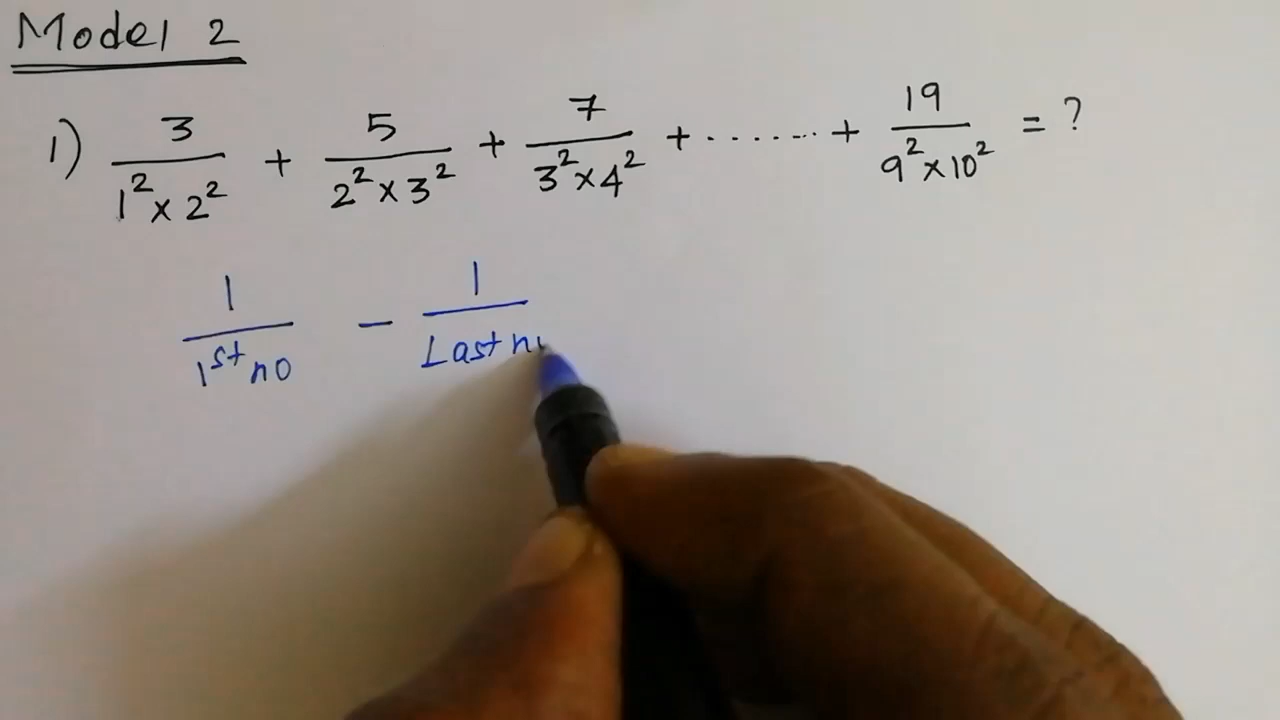 Model 2
1) 3/(1² × 2²) + 5/(2² × 3²) + 7/(3² × 4²) + ....... + 19/(9² × 10²) = ?
1/(1st no) - 1/(Last n